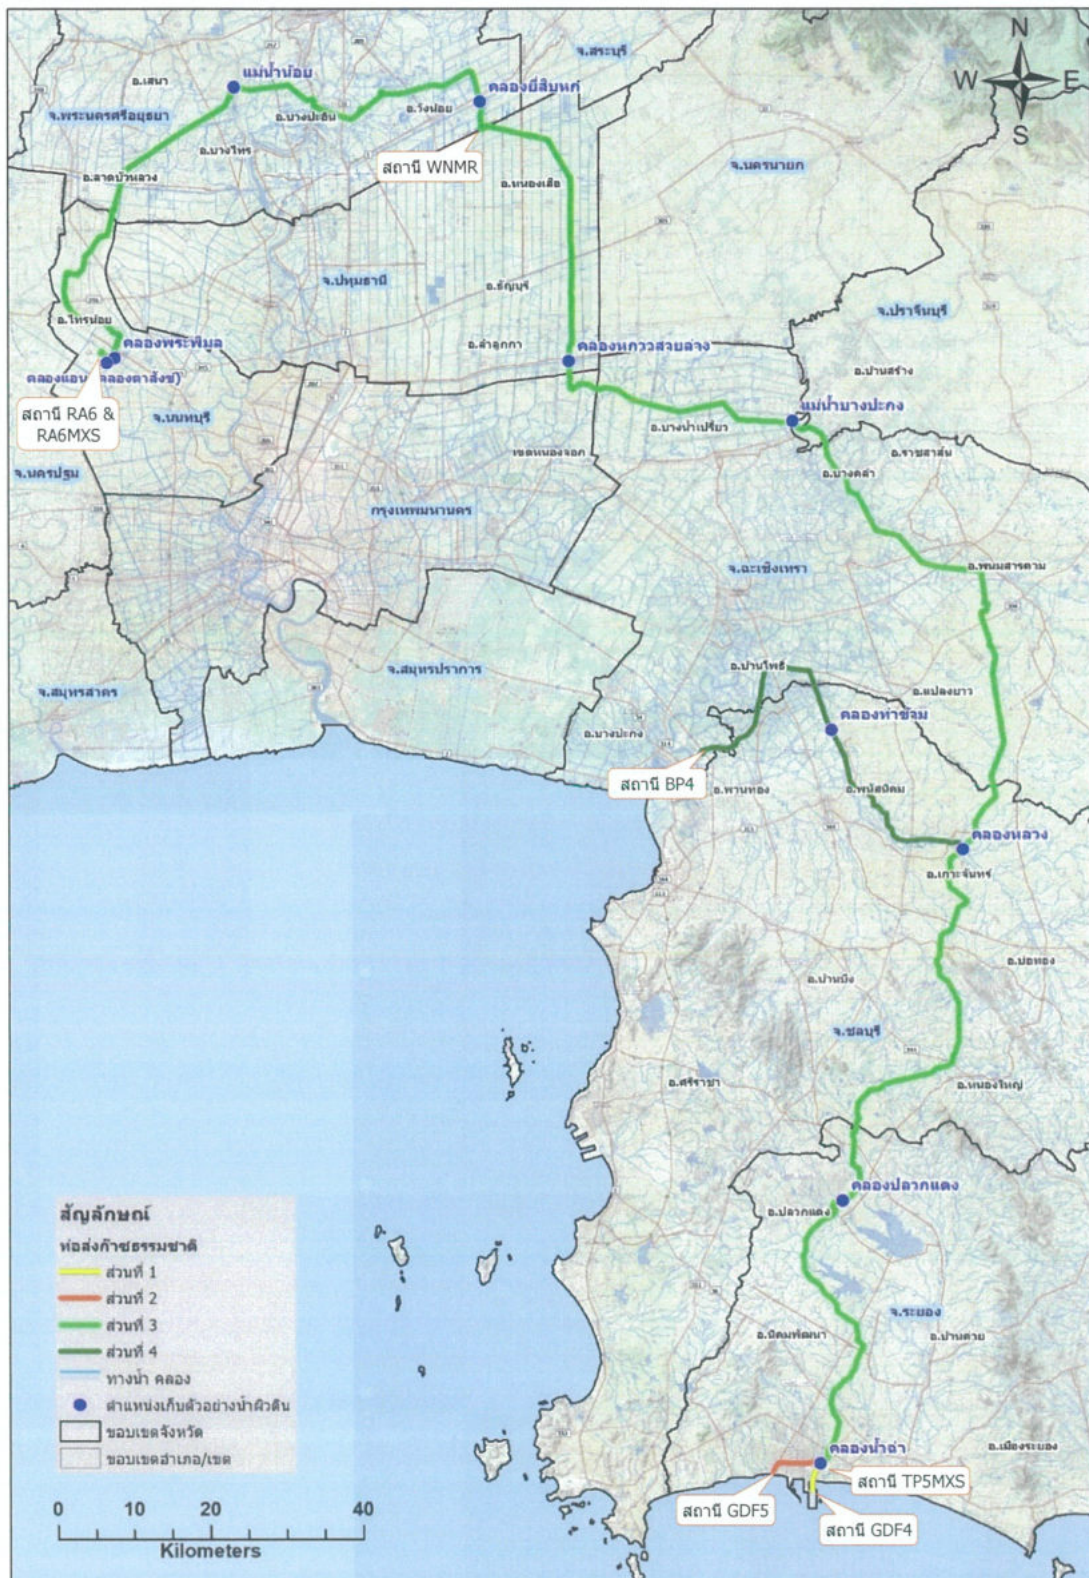 N
W
E
S
จ.สระบุรี
อ.เสนา
แม่น้ำน้อย
คลองยี่สิบหก
อ.วังน้อย
จ.พระนครศรีอยุธยา
อ.บางปะอิน
อ.บางไทร
สถานี WNMR
จ.นครนายก
อ.ลาดบัวหลวง
อ.หนองเสือ
จ.ปทุมธานี
อ.ธัญบุรี
จ.ปราจีนบุรี
อ.ไทรน้อย
อ.ลำลูกกา
คลองพระพิมล
คลองหกวาสายล่าง
อ.บ้านสร้าง
สถานี RA6 &
RA6MXS
จ.นนทบุรี
แม่น้ำบางปะกง
อ.บางน้ำเปรี้ยว
อ.ราชสาส์น
เขตหนองจอก
จ.นครปฐม
อ.บางคล้า
กรุงเทพมหานคร
จ.ฉะเชิงเทรา
อ.พนมสารคาม
จ.สมุทรปราการ
อ.บ้านโพธิ์
จ.สมุทรสาคร
อ.แปลงยาว
อ.บางปะกง
คลองท่าข้าม
สถานี BP4
อ.พานทอง
อ.พนัสนิคม
คลองหลวง
อ.เกาะจันทร์
อ.บ่อทอง
อ.บ้านบึง
จ.ชลบุรี
อ.ศรีราชา
อ.หนองใหญ่
คลองปลวกแดง
อ.ปลวกแดง
จ.ระยอง
อ.นิคมพัฒนา
อ.บ้านค่าย
คลองน้ำดำ
อ.เมืองระยอง
สถานี TP5MXS
สถานี GDF5
สถานี GDF4
สัญลักษณ์
ท่อส่งก๊าซธรรมชาติ
ส่วนที่ 1
ส่วนที่ 2
ส่วนที่ 3
ส่วนที่ 4
ทางน้ำ คลอง
ตำแหน่งเก็บตัวอย่างน้ำผิวดิน
ขอบเขตจังหวัด
ขอบเขตอำเภอ/เขต
0 10 20 40
Kilometers